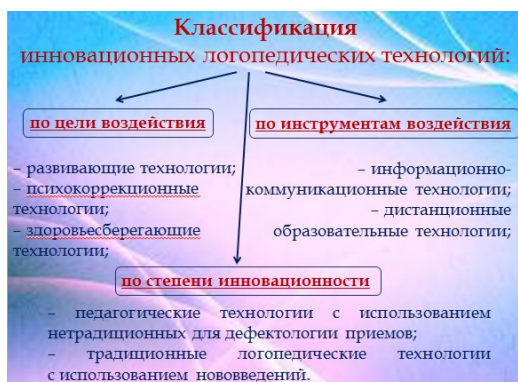 Классификация
инновационных логопедических технологий:
по цели воздействия
– развивающие технологии;
– психокоррекционные
технологии;
– здоровьесберегающие
технологии;
по инструментам воздействия
– информационно-
коммуникационные технологии;
– дистанционные
образовательные технологии;
по степени инновационности
– педагогические технологии с использованием
нетрадиционных для дефектологии приемов;
– традиционные логопедические технологии
с использованием нововведений.